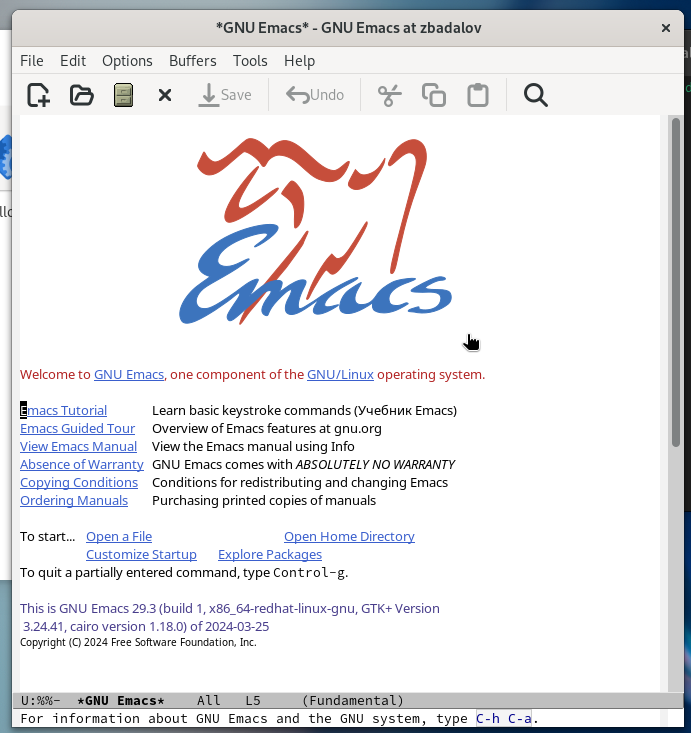 *GNU Emacs* - GNU Emacs at zbadalov
File Edit Options Buffers Tools Help
Save Undo
Emacs
Welcome to GNU Emacs, one component of the GNU/Linux operating system.
Emacs Tutorial Learn basic keystroke commands (Учебник Emacs)
Emacs Guided Tour Overview of Emacs features at gnu.org
View Emacs Manual View the Emacs manual using Info
Absence of Warranty GNU Emacs comes with ABSOLUTELY NO WARRANTY
Copying Conditions Conditions for redistributing and changing Emacs
Ordering Manuals Purchasing printed copies of manuals
To start... Open a File Open Home Directory
Customize Startup Explore Packages
To quit a partially entered command, type Control-g.
This is GNU Emacs 29.3 (build 1, x86_64-redhat-linux-gnu, GTK+ Version
3.24.41, cairo version 1.18.0) of 2024-03-25
Copyright (C) 2024 Free Software Foundation, Inc.
U:%%- *GNU Emacs* All L5 (Fundamental)
For information about GNU Emacs and the GNU system, type C-h C-a.